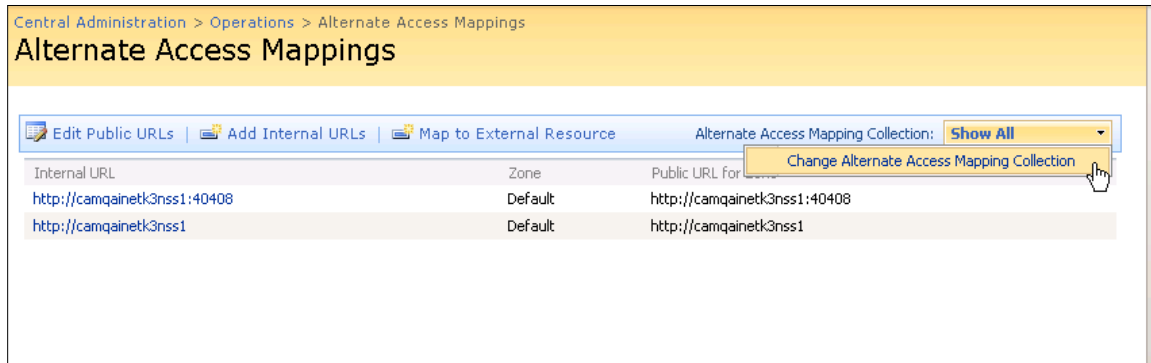 Central Administration > Operations > Alternate Access Mappings
Alternate Access Mappings
Edit Public URLs | Add Internal URLs | Map to External Resource Alternate Access Mapping Collection: Show All
Change Alternate Access Mapping Collection
Internal URL Zone Public URL for
http://camqainetk3nss1:40408 Default http://camqainetk3nss1:40408
http://camqainetk3nss1 Default http://camqainetk3nss1